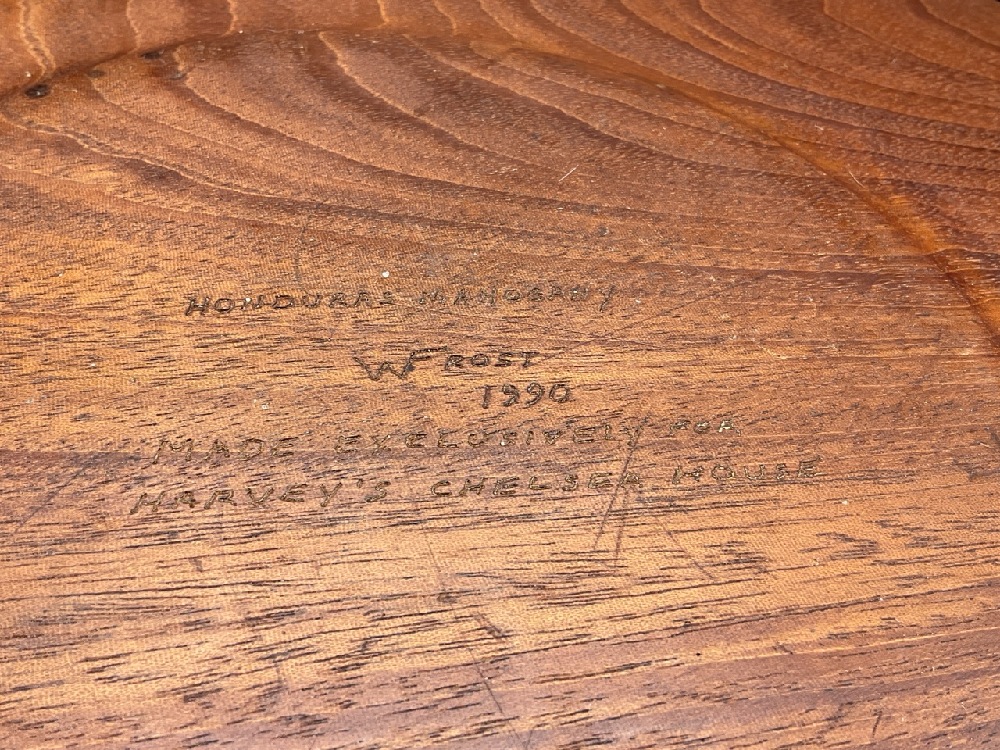 HONDURAS MAHOGANY
WFROST
1990
MADE EXCLUSIVELY FOR
HARVEY'S CHELSEA HOUSE